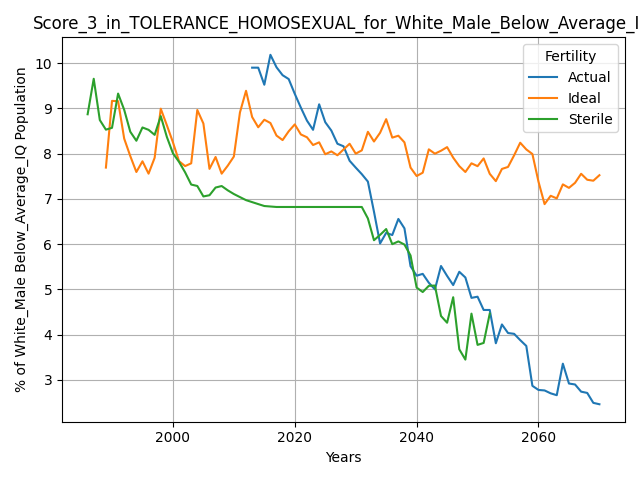 Score_3_in_TOLERANCE_HOMOSEXUAL_for_White_Male_Below_Average_I
Fertility
Actual
Ideal
Sterile
% of White_Male Below_Average_IQ Population
10
9
8
7
6
5
4
3
2000
2020
2040
2060
Years